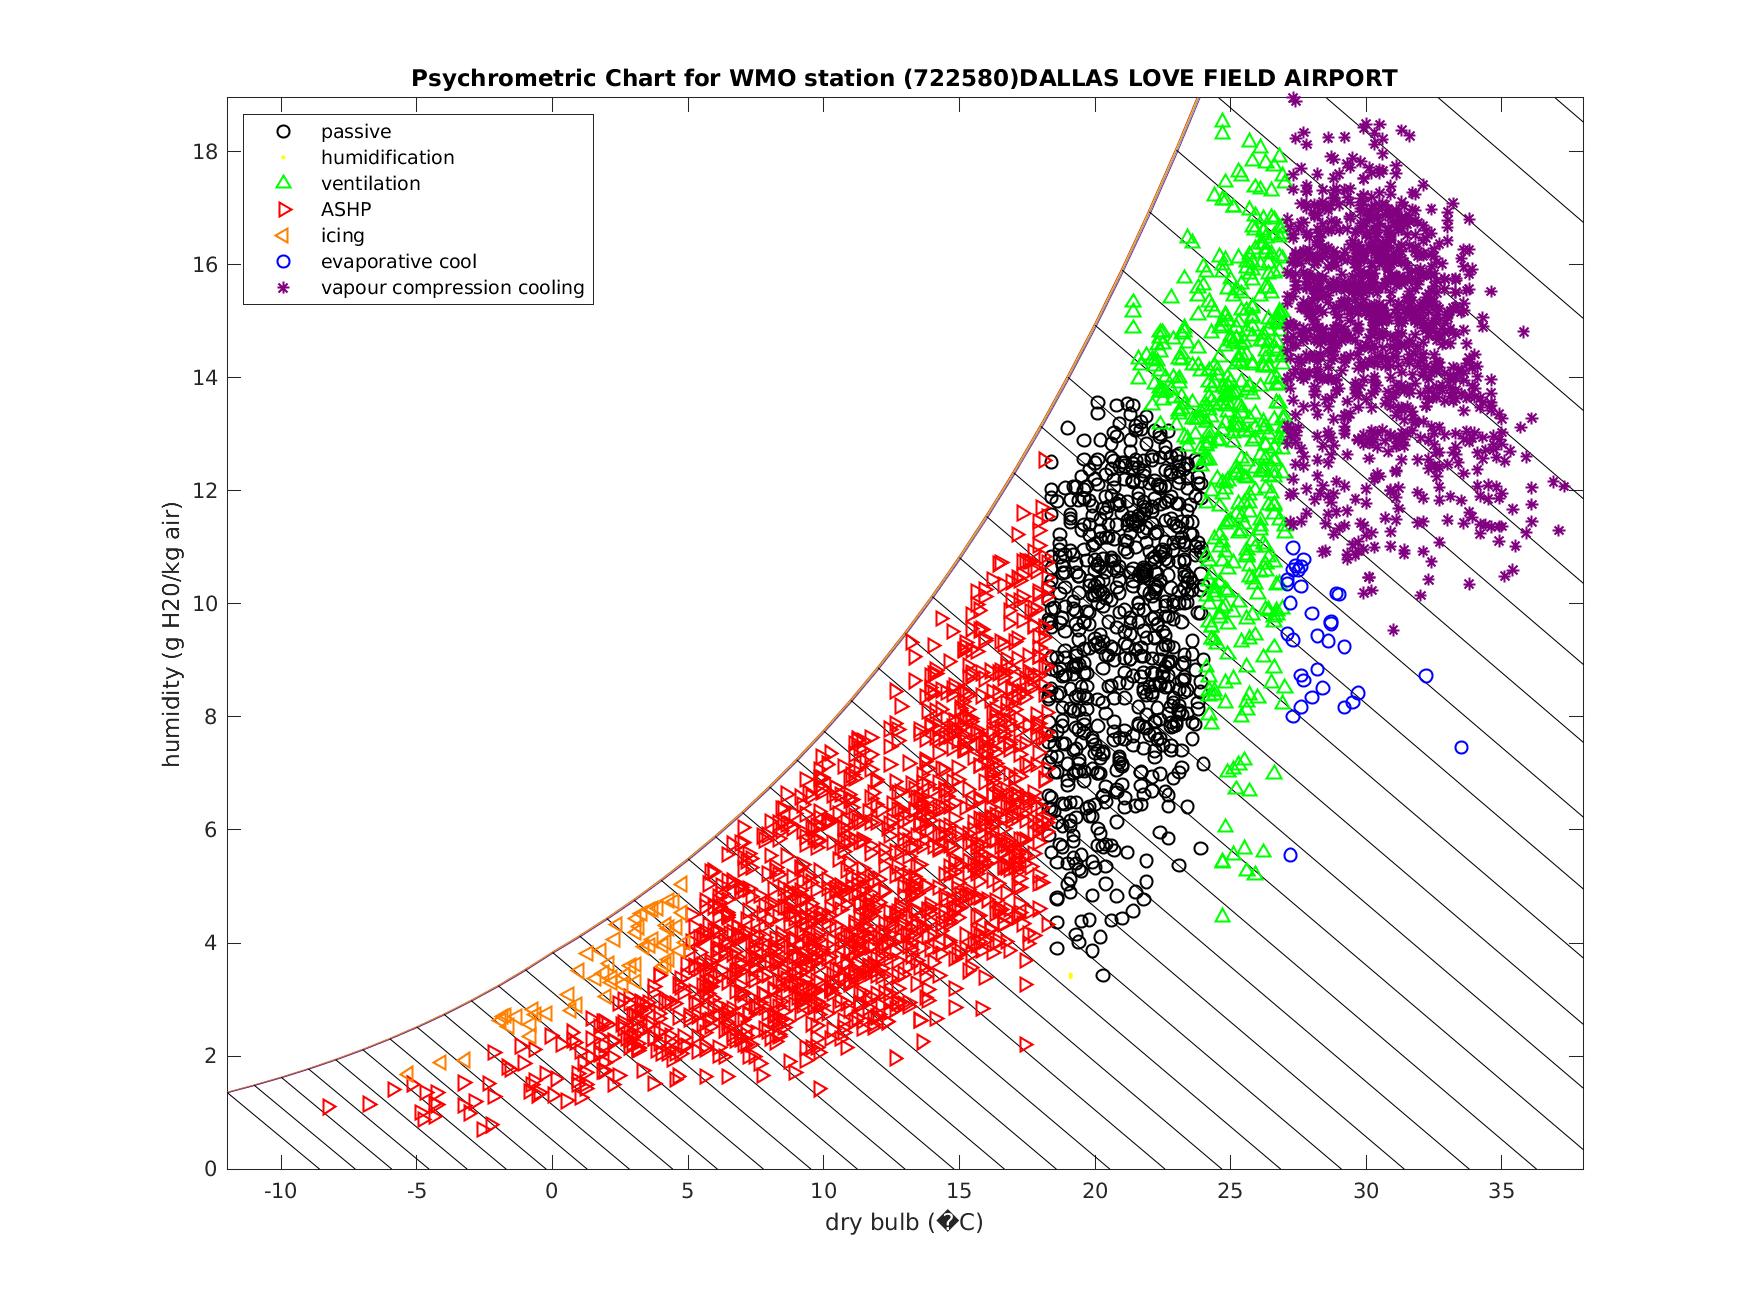 Psychrometric Chart for WMO station (722580)DALLAS LOVE FIELD AIRPORT
passive
humidification
ventilation
ASHP
icing
evaporative cool
vapour compression cooling
humidity (g H20/kg air)
18
16
14
12
10
8
6
4
2
0
-10 -5 0 5 10 15 20 25 30 35
dry bulb (�C)